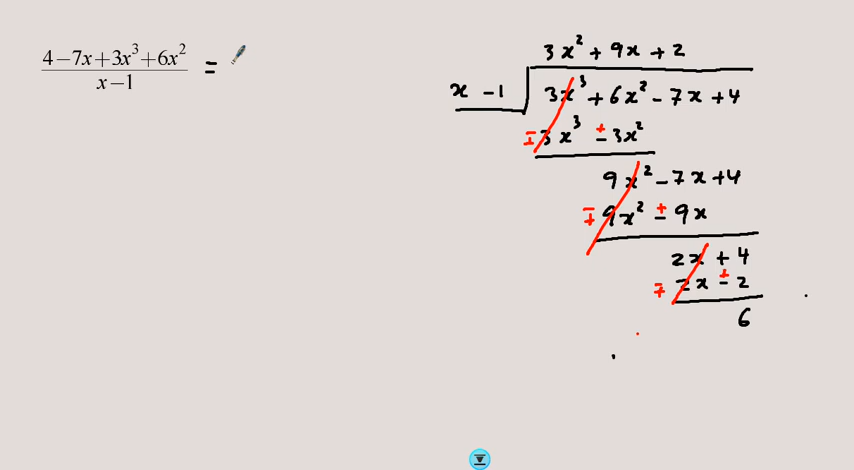 4−7x+3x³+6x²
x−1
=
3x² + 9x + 2
x − 1
3x³ + 6x² − 7x + 4
∓ 3x³ ± 3x²
9x² − 7x + 4
∓ 9x² ± 9x
2x + 4
∓ 2x ± 2
6